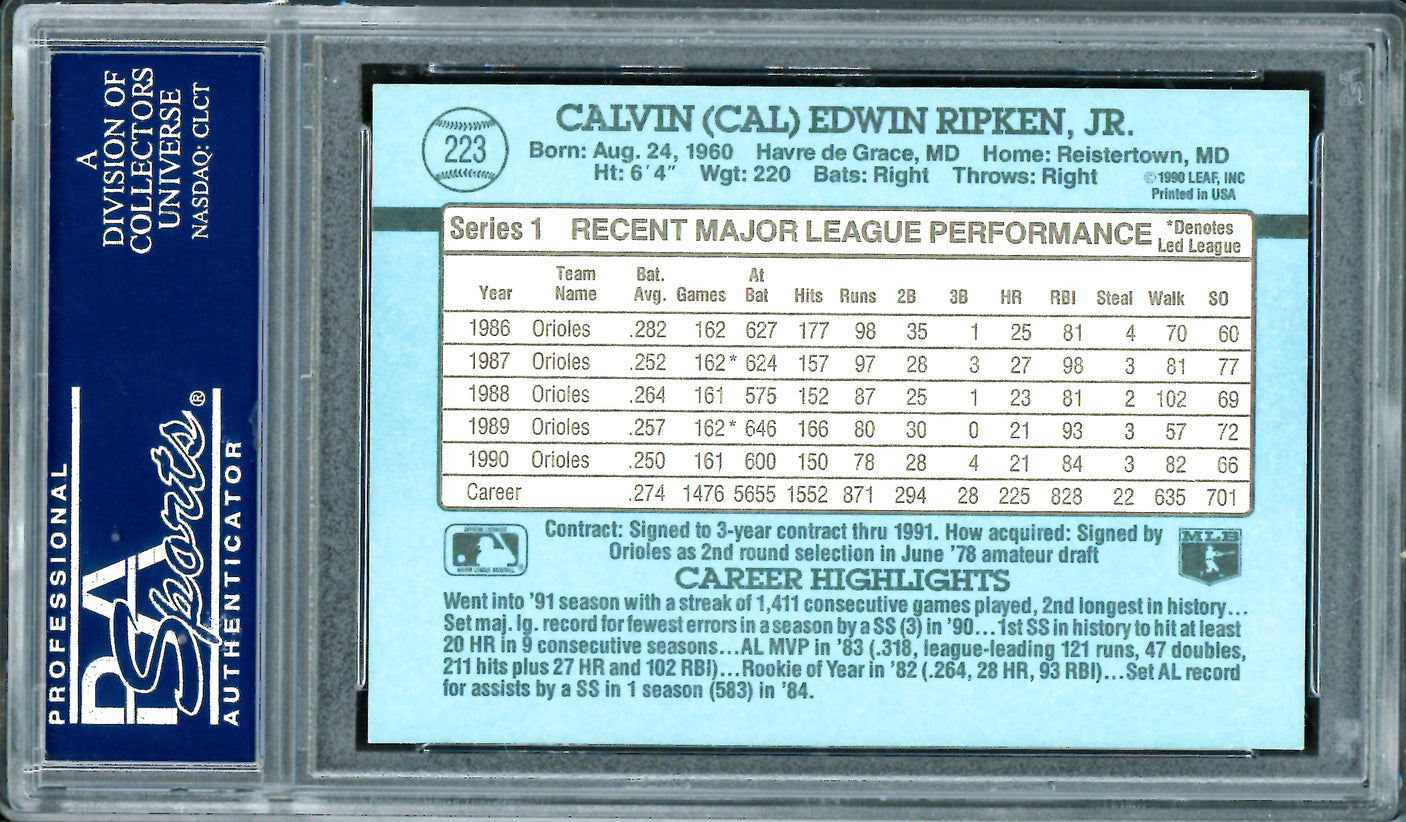 A
DIVISION OF
COLLECTORS
UNIVERSE
NASDAQ: CLCT
PROFESSIONAL
PSA
Sports®
AUTHENTICATOR
223
CALVIN (CAL) EDWIN RIPKEN, JR.
Born: Aug. 24, 1960 Havre de Grace, MD Home: Reistertown, MD
Ht: 6'4" Wgt: 220 Bats: Right Throws: Right
©1990 LEAF, INC
Printed in USA
Series 1 RECENT MAJOR LEAGUE PERFORMANCE *Denotes
Led League
Year Team Name Bat. Avg. Games At Bat Hits Runs 2B 3B HR RBI Steal Walk SO
1986 Orioles .282 162 627 177 98 35 1 25 81 4 70 60
1987 Orioles .252 162* 624 157 97 28 3 27 98 3 81 77
1988 Orioles .264 161 575 152 87 25 1 23 81 2 102 69
1989 Orioles .257 162* 646 166 80 30 0 21 93 3 57 72
1990 Orioles .250 161 600 150 78 28 4 21 84 3 82 66
Career .274 1476 5655 1552 871 294 28 225 828 22 635 701
Contract: Signed to 3-year contract thru 1991. How acquired: Signed by
Orioles as 2nd round selection in June '78 amateur draft
MLB
CAREER HIGHLIGHTS
Went into '91 season with a streak of 1,411 consecutive games played, 2nd longest in history...
Set maj. lg. record for fewest errors in a season by a SS (3) in '90...1st SS in history to hit at least
20 HR in 9 consecutive seasons...AL MVP in '83 (.318, league-leading 121 runs, 47 doubles,
211 hits plus 27 HR and 102 RBI)...Rookie of Year in '82 (.264, 28 HR, 93 RBI)...Set AL record
for assists by a SS in 1 season (583) in '84.